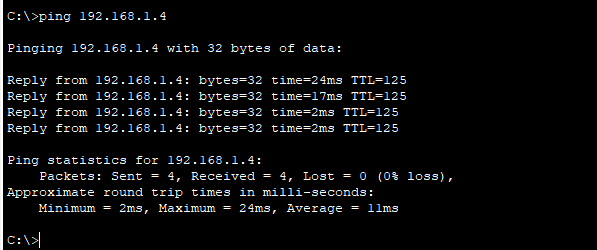 C:\>ping 192.168.1.4
Pinging 192.168.1.4 with 32 bytes of data:
Reply from 192.168.1.4: bytes=32 time=24ms TTL=125
Reply from 192.168.1.4: bytes=32 time=17ms TTL=125
Reply from 192.168.1.4: bytes=32 time=2ms TTL=125
Reply from 192.168.1.4: bytes=32 time=2ms TTL=125
Ping statistics for 192.168.1.4:
    Packets: Sent = 4, Received = 4, Lost = 0 (0% loss),
Approximate round trip times in milli-seconds:
    Minimum = 2ms, Maximum = 24ms, Average = 11ms
C:\>